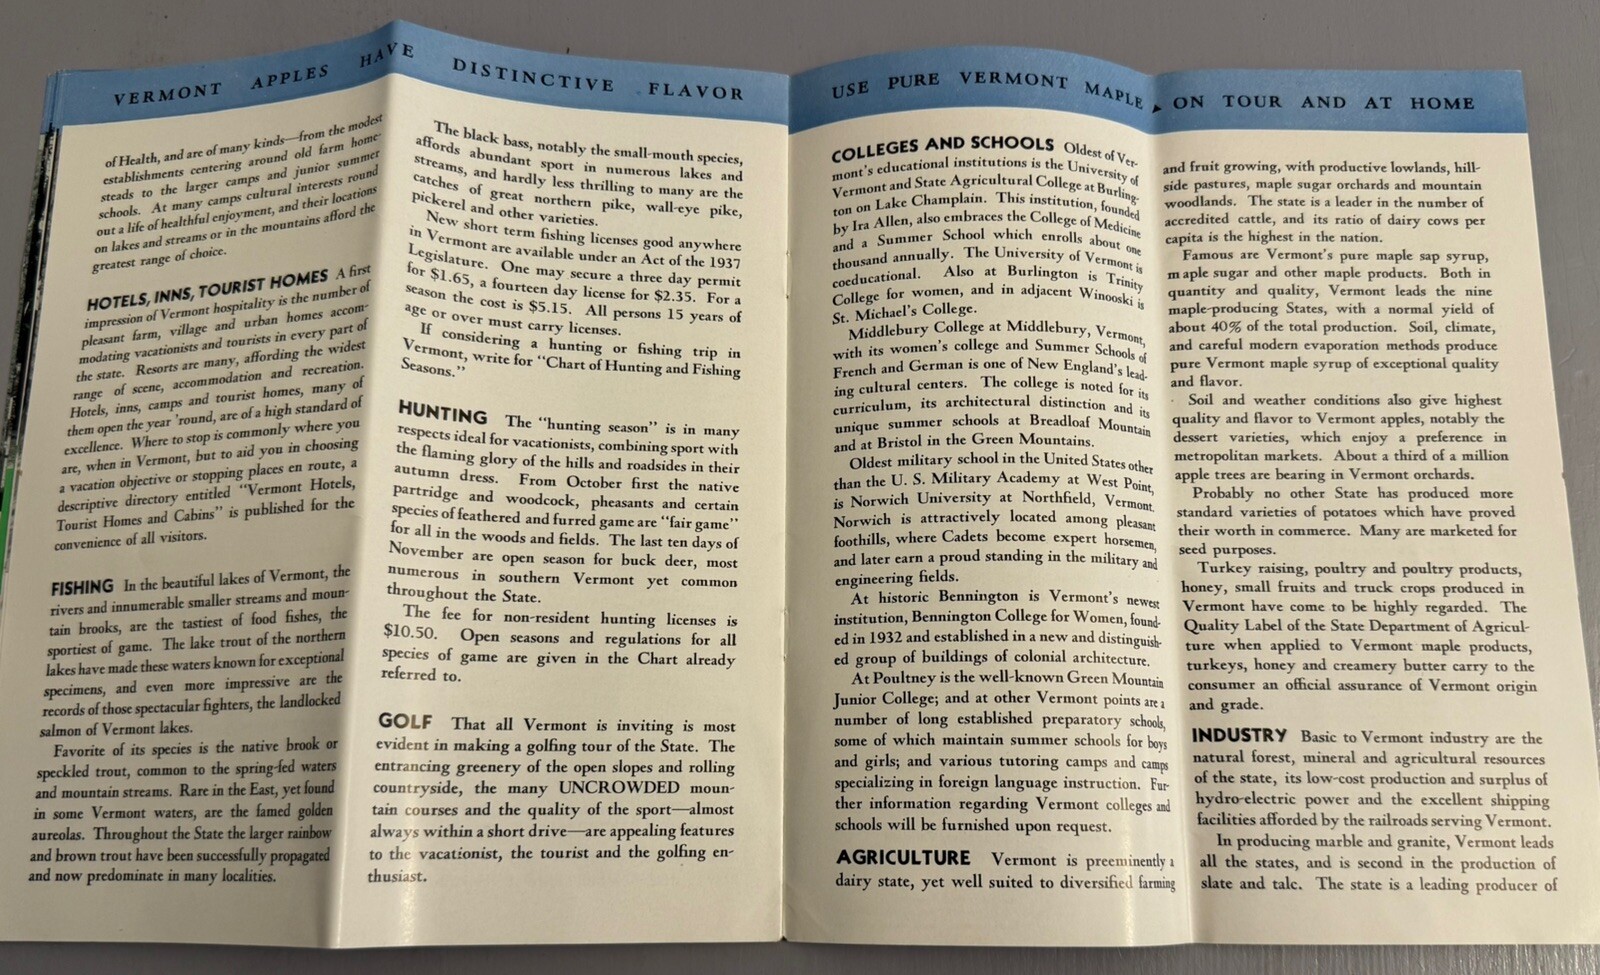 VERMONT APPLES HAVE DISTINCTIVE FLAVOR
of Health, and are of many kinds—from the modest
establishments centering around old farm home-
steads to the larger camps and junior summer
schools. At many camps cultural interests round
out a life of healthful enjoyment, and their locations
on lakes and streams or in the mountains afford the
greatest range of choice.
HOTELS, INNS, TOURIST HOMES A first
impression of Vermont hospitality is the number of
pleasant farm, village and urban homes accom-
modating vacationists and tourists in every part of
the state. Resorts are many, affording the widest
range of scene, accommodation and recreation.
Hotels, inns, camps and tourist homes, many of
them open the year 'round, are of a high standard of
excellence. Where to stop is commonly where you
are, when in Vermont, but to aid you in choosing
a vacation objective or stopping places en route, a
descriptive directory entitled "Vermont Hotels,
Tourist Homes and Cabins" is published for the
convenience of all visitors.
FISHING In the beautiful lakes of Vermont, the
rivers and innumerable smaller streams and moun-
tain brooks, are the tastiest of food fishes, the
sportiest of game. The lake trout of the northern
lakes have made these waters known for exceptional
specimens, and even more impressive are the
records of those spectacular fighters, the landlocked
salmon of Vermont lakes.
Favorite of its species is the native brook or
speckled trout, common to the spring-fed waters
and mountain streams. Rare in the East, yet found
in some Vermont waters, are the famed golden
aureolas. Throughout the State the larger rainbow
and brown trout have been successfully propagated
and now predominate in many localities.
The black bass, notably the small-mouth species,
affords abundant sport in numerous lakes and
streams, and hardly less thrilling to many are the
catches of great northern pike, wall-eye pike,
pickerel and other varieties.
New short term fishing licenses good anywhere
in Vermont are available under an Act of the 1937
Legislature. One may secure a three day permit
for $1.65, a fourteen day license for $2.35. For a
season the cost is $5.15. All persons 15 years of
age or over must carry licenses.
If considering a hunting or fishing trip in
Vermont, write for "Chart of Hunting and Fishing
Seasons."
HUNTING The "hunting season" is in many
respects ideal for vacationists, combining sport with
the flaming glory of the hills and roadsides in their
autumn dress. From October first the native
partridge and woodcock, pheasants and certain
species of feathered and furred game are "fair game"
for all in the woods and fields. The last ten days of
November are open season for buck deer, most
numerous in southern Vermont yet common
throughout the State.
The fee for non-resident hunting licenses is
$10.50. Open seasons and regulations for all
species of game are given in the Chart already
referred to.
GOLF That all Vermont is inviting is most
evident in making a golfing tour of the State. The
entrancing greenery of the open slopes and rolling
countryside, the many UNCROWDED moun-
tain courses and the quality of the sport—almost
always within a short drive—are appealing features
to the vacationist, the tourist and the golfing en-
thusiast.
USE PURE VERMONT MAPLE ON TOUR AND AT HOME
COLLEGES AND SCHOOLS Oldest of Ver-
mont's educational institutions is the University of
Vermont and State Agricultural College at Burling-
ton on Lake Champlain. This institution, founded
by Ira Allen, also embraces the College of Medicine
and a Summer School which enrolls about one
thousand annually. The University of Vermont is
coeducational. Also at Burlington is Trinity
College for women, and in adjacent Winooski is
St. Michael's College.
Middlebury College at Middlebury, Vermont,
with its women's college and Summer Schools of
French and German is one of New England's lead-
ing cultural centers. The college is noted for its
curriculum, its architectural distinction and its
unique summer schools at Breadloaf Mountain
and at Bristol in the Green Mountains.
Oldest military school in the United States other
than the U. S. Military Academy at West Point,
is Norwich University at Northfield, Vermont.
Norwich is attractively located among pleasant
foothills, where Cadets become expert horsemen,
and later earn a proud standing in the military and
engineering fields.
At historic Bennington is Vermont's newest
institution, Bennington College for Women, found-
ed in 1932 and established in a new and distinguish-
ed group of buildings of colonial architecture.
At Poultney is the well-known Green Mountain
Junior College; and at other Vermont points are a
number of long established preparatory schools,
some of which maintain summer schools for boys
and girls; and various tutoring camps and camps
specializing in foreign language instruction. Fur-
ther information regarding Vermont colleges and
schools will be furnished upon request.
AGRICULTURE Vermont is preeminently a
dairy state, yet well suited to diversified farming
and fruit growing, with productive lowlands, hill-
side pastures, maple sugar orchards and mountain
woodlands. The state is a leader in the number of
accredited cattle, and its ratio of dairy cows per
capita is the highest in the nation.
Famous are Vermont's pure maple sap syrup,
maple sugar and other maple products. Both in
quantity and quality, Vermont leads the nine
maple-producing States, with a normal yield of
about 40% of the total production. Soil, climate,
and careful modern evaporation methods produce
pure Vermont maple syrup of exceptional quality
and flavor.
Soil and weather conditions also give highest
quality and flavor to Vermont apples, notably the
dessert varieties, which enjoy a preference in
metropolitan markets. About a third of a million
apple trees are bearing in Vermont orchards.
Probably no other State has produced more
standard varieties of potatoes which have proved
their worth in commerce. Many are marketed for
seed purposes.
Turkey raising, poultry and poultry products,
honey, small fruits and truck crops produced in
Vermont have come to be highly regarded. The
Quality Label of the State Department of Agricul-
ture when applied to Vermont maple products,
turkeys, honey and creamery butter carry to the
consumer an official assurance of Vermont origin
and grade.
INDUSTRY Basic to Vermont industry are the
natural forest, mineral and agricultural resources
of the state, its low-cost production and surplus of
hydro-electric power and the excellent shipping
facilities afforded by the railroads serving Vermont.
In producing marble and granite, Vermont leads
all the states, and is second in the production of
slate and talc. The state is a leading producer of